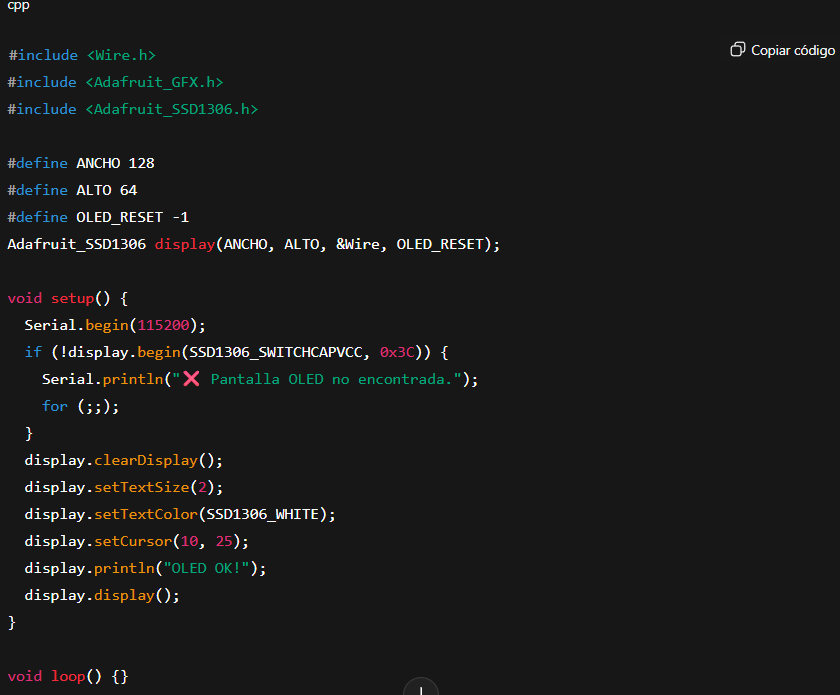 cpp
Copiar código
#include <Wire.h>
#include <Adafruit_GFX.h>
#include <Adafruit_SSD1306.h>
#define ANCHO 128
#define ALTO 64
#define OLED_RESET -1
Adafruit_SSD1306 display(ANCHO, ALTO, &Wire, OLED_RESET);
void setup() {
  Serial.begin(115200);
  if (!display.begin(SSD1306_SWITCHCAPVCC, 0x3C)) {
    Serial.println("❌ Pantalla OLED no encontrada.");
    for (;;);
  }
  display.clearDisplay();
  display.setTextSize(2);
  display.setTextColor(SSD1306_WHITE);
  display.setCursor(10, 25);
  display.println("OLED OK!");
  display.display();
}
void loop() {}